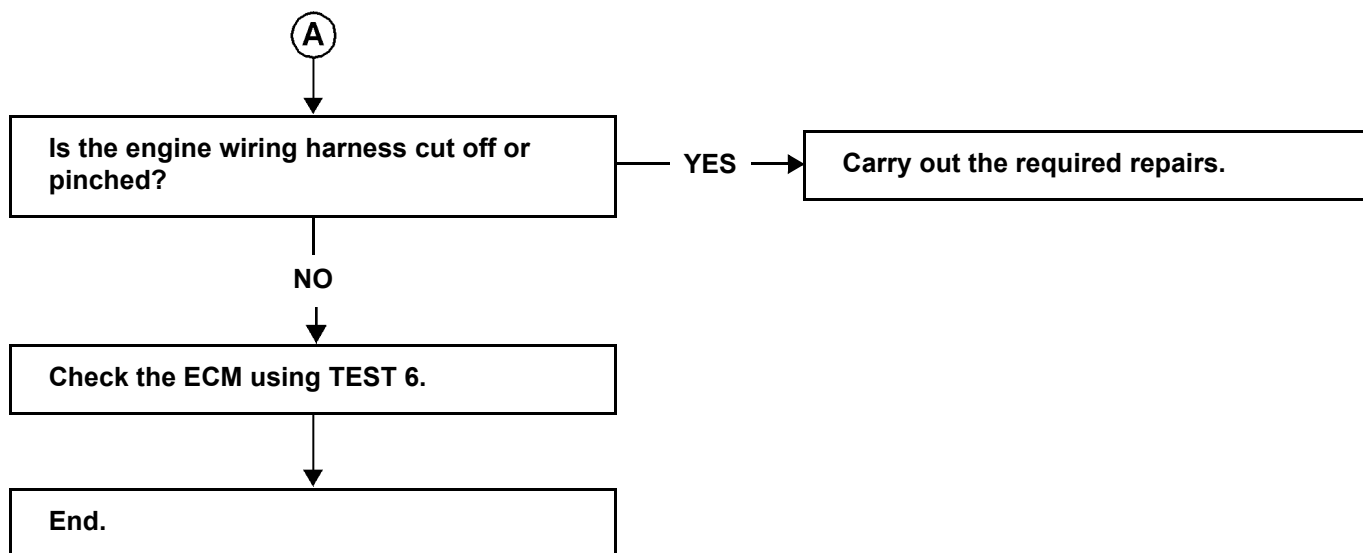 A
Is the engine wiring harness cut off or
pinched?
YES
Carry out the required repairs.
NO
Check the ECM using TEST 6.
End.